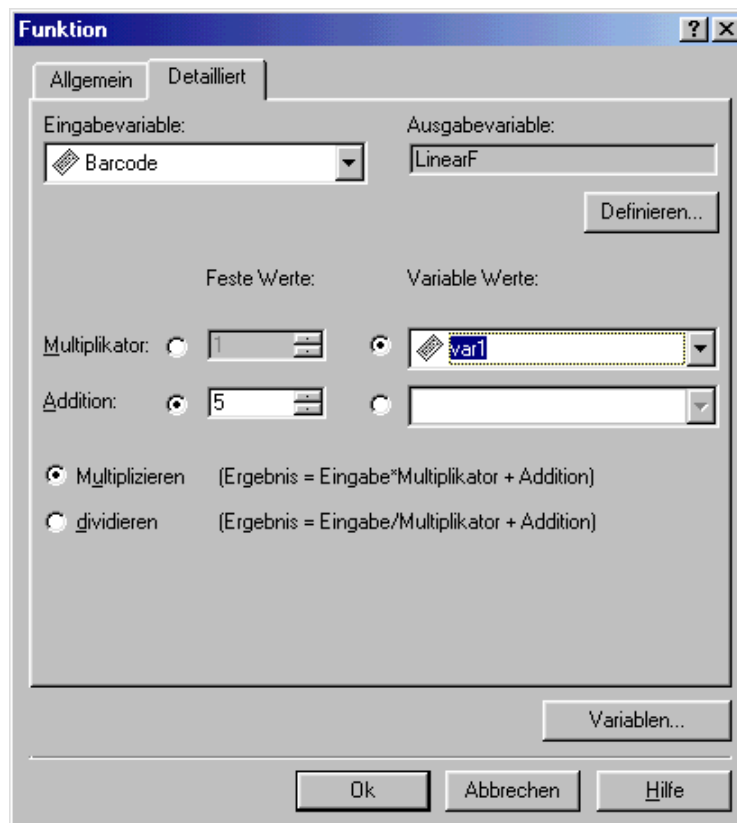 Funktion
Allgemein Detailliert
Eingabevariable: Ausgabevariable:
Barcode LinearF
Definieren...
Feste Werte: Variable Werte:
Multiplikator: 1 var1
Addition: 5
Multiplizieren (Ergebnis = Eingabe*Multiplikator + Addition)
dividieren (Ergebnis = Eingabe/Multiplikator + Addition)
Variablen...
Ok Abbrechen Hilfe